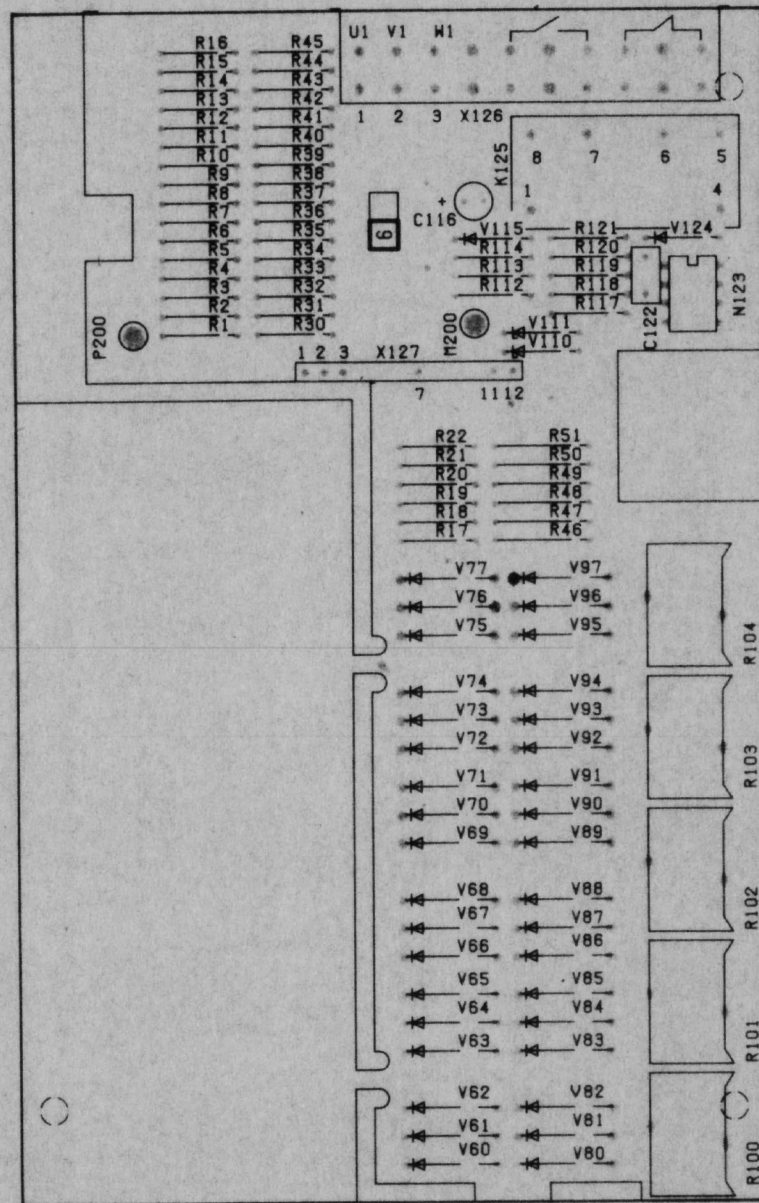 U1 V1 W1
1 2 3 X126
R16 R45
R15 R44
R14 R43
R13 R42
R12 R41
R11 R40
R10 R39
R9 R38
R8 R37
R7 R36
R6 R35
R5 R34
R4 R33
R3 R32
R2 R31
R1 R30
K125
8 7 6 5
1 4
+
C116
6
V115 R121 V124
R114 R120
R113 R119
R112 R118
R117
V111
V110
C122
N123
P200
M200
1 2 3 X127
7 11 12
R22 R51
R21 R50
R20 R49
R19 R48
R18 R47
R17 R46
V77 V97
V76 V96
V75 V95
R104
V74 V94
V73 V93
V72 V92
R103
V71 V91
V70 V90
V69 V89
V68 V88
R102
V67 V87
V66 V86
V65 V85
V64 V84
R101
V63 V83
V62 V82
V61 V81
V60 V80
R100